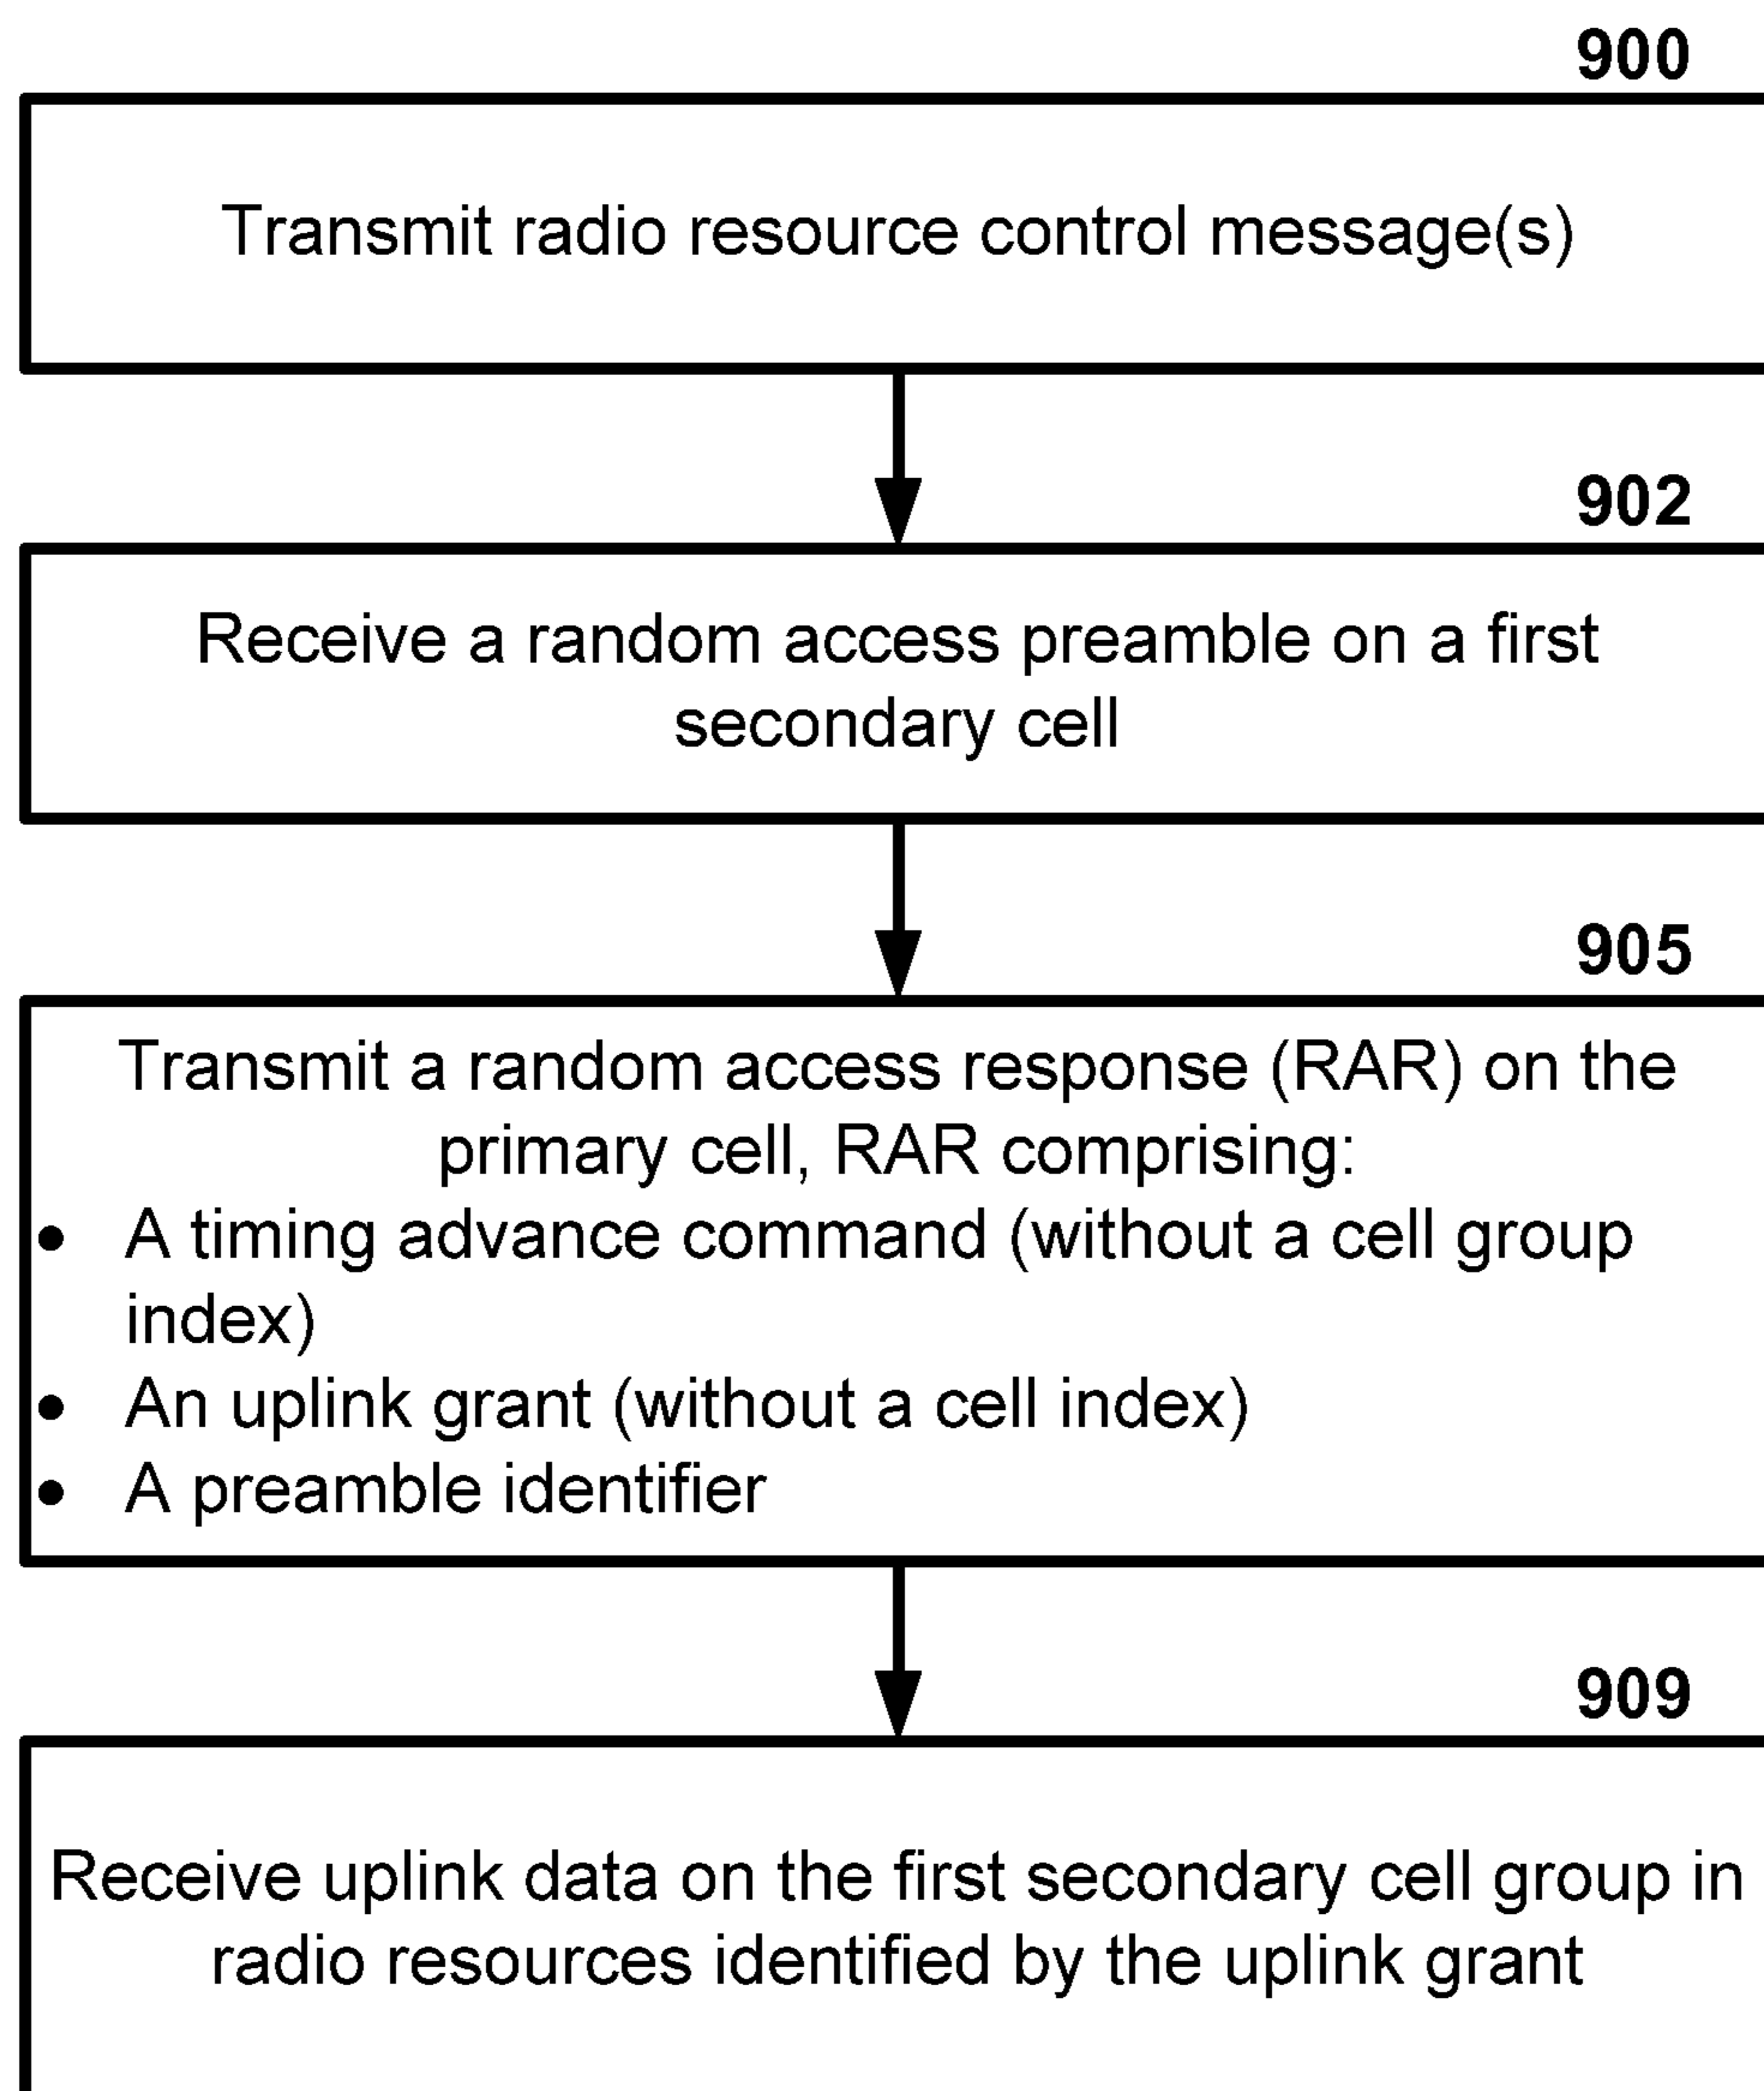 900
Transmit radio resource control message(s)
902
Receive a random access preamble on a first
secondary cell
905
Transmit a random access response (RAR) on the
primary cell, RAR comprising:
• A timing advance command (without a cell group
index)
• An uplink grant (without a cell index)
• A preamble identifier
909
Receive uplink data on the first secondary cell group in
radio resources identified by the uplink grant